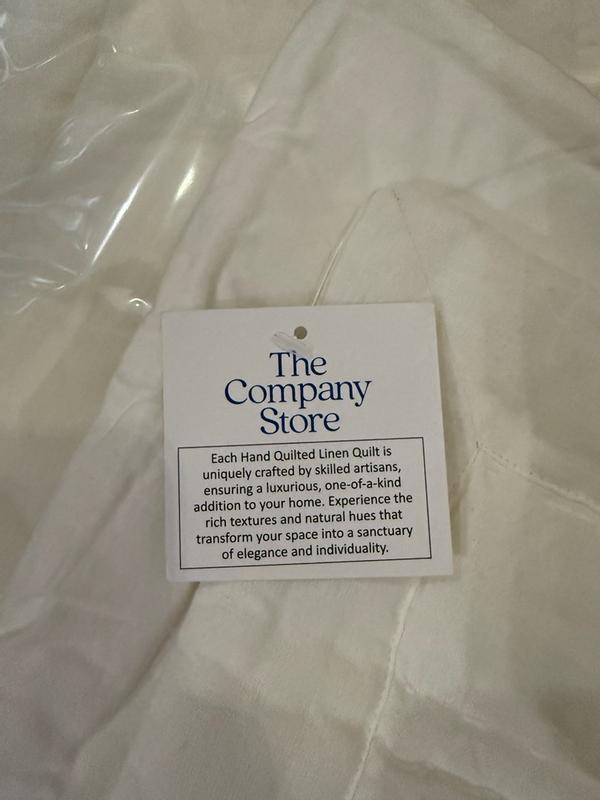 The
Company
Store
Each Hand Quilted Linen Quilt is
uniquely crafted by skilled artisans,
ensuring a luxurious, one-of-a-kind
addition to your home. Experience the
rich textures and natural hues that
transform your space into a sanctuary
of elegance and individuality.